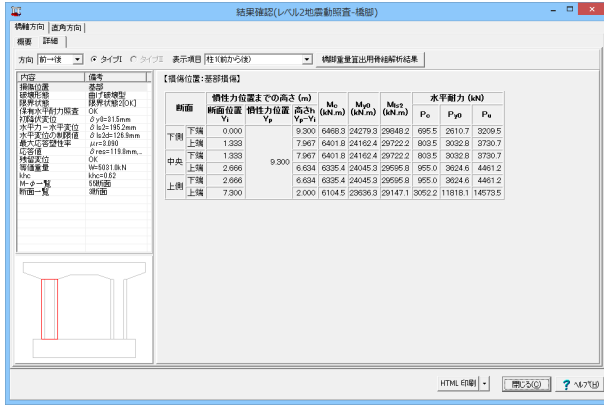 結果確認(レベル2地震動照査-橋脚)
橋軸方向 直角方向
概要 詳細
方向 前→後 タイプI タイプII 表示項目 柱1(前から後) 橋脚重量算出用骨組解析結果
内容 備考
損傷位置 基部
破壊形態 曲げ破壊型
限界状態 限界状態2[OK]
保有水平耐力照査 OK
初降伏変位 δy0=31.5mm
水平力-水平変位 δls2=195.2mm
水平変位の制限値 δls2d=126.9mm
最大応答塑性率 μr=3.090
応答値 δres=119.8mm,..
残留変位 OK
等価重量 W=5031.0kN
khc khc=0.62
M-φ一覧 55断面
断面一覧 3断面
【損傷位置:基部損傷】
断面 慣性力位置までの高さ (m) Mc (kN.m) My0 (kN.m) Mls2 (kN.m) 水平耐力 (kN)
断面位置 Yi 慣性力位置 Yp 高さh Yp-Yi Pc Py0 Pu
下側 下端 0.000 9.300 9.300 6468.3 24279.3 29848.2 695.5 2610.7 3209.5
上端 1.333 7.967 6401.8 24162.4 29722.2 803.5 3032.8 3730.7
中央 下端 1.333 7.967 6401.8 24162.4 29722.2 803.5 3032.8 3730.7
上端 2.666 6.634 6335.4 24045.3 29595.8 955.0 3624.6 4461.2
上側 下端 2.666 6.634 6335.4 24045.3 29595.8 955.0 3624.6 4461.2
上端 7.300 2.000 6104.5 23636.3 29147.1 3052.2 11818.1 14573.5
HTML 印刷 閉じる(C) ? ヘルプ(H)